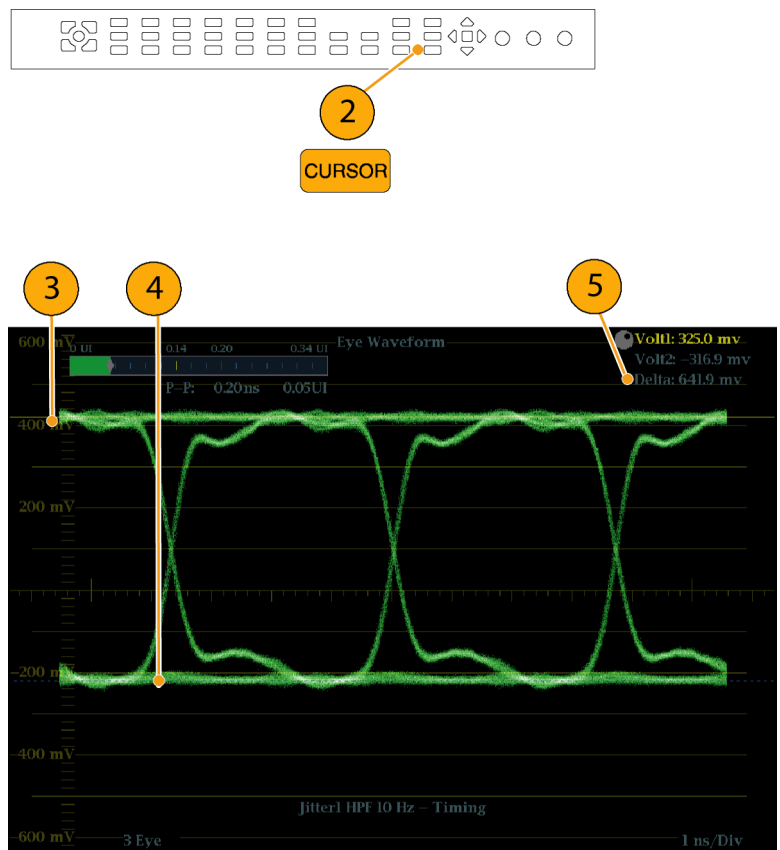 2
CURSOR
3
4
5
600 mV
0 UI 0.14 0.20 0.34 UI
Eye Waveform
Volt1: 325.0 mv
Volt2: -316.9 mv
Delta: 641.9 mv
P-P: 0.20ns 0.05UI
400 mV
200 mV
-200 mV
-400 mV
Jitter1 HPF 10 Hz - Timing
-600 mV
3 Eye
1 ns/Div